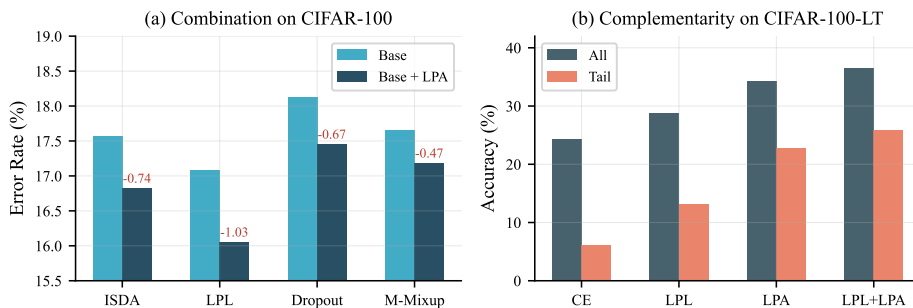 (a) Combination on CIFAR-100
Error Rate (%)
19.0
18.5
18.0
17.5
17.0
16.5
16.0
15.5
Base
Base + LPA
-0.74
-1.03
-0.67
-0.47
ISDA LPL Dropout M-Mixup
(b) Complementarity on CIFAR-100-LT
Accuracy (%)
40
30
20
10
0
All
Tail
CE LPL LPA LPL+LPA